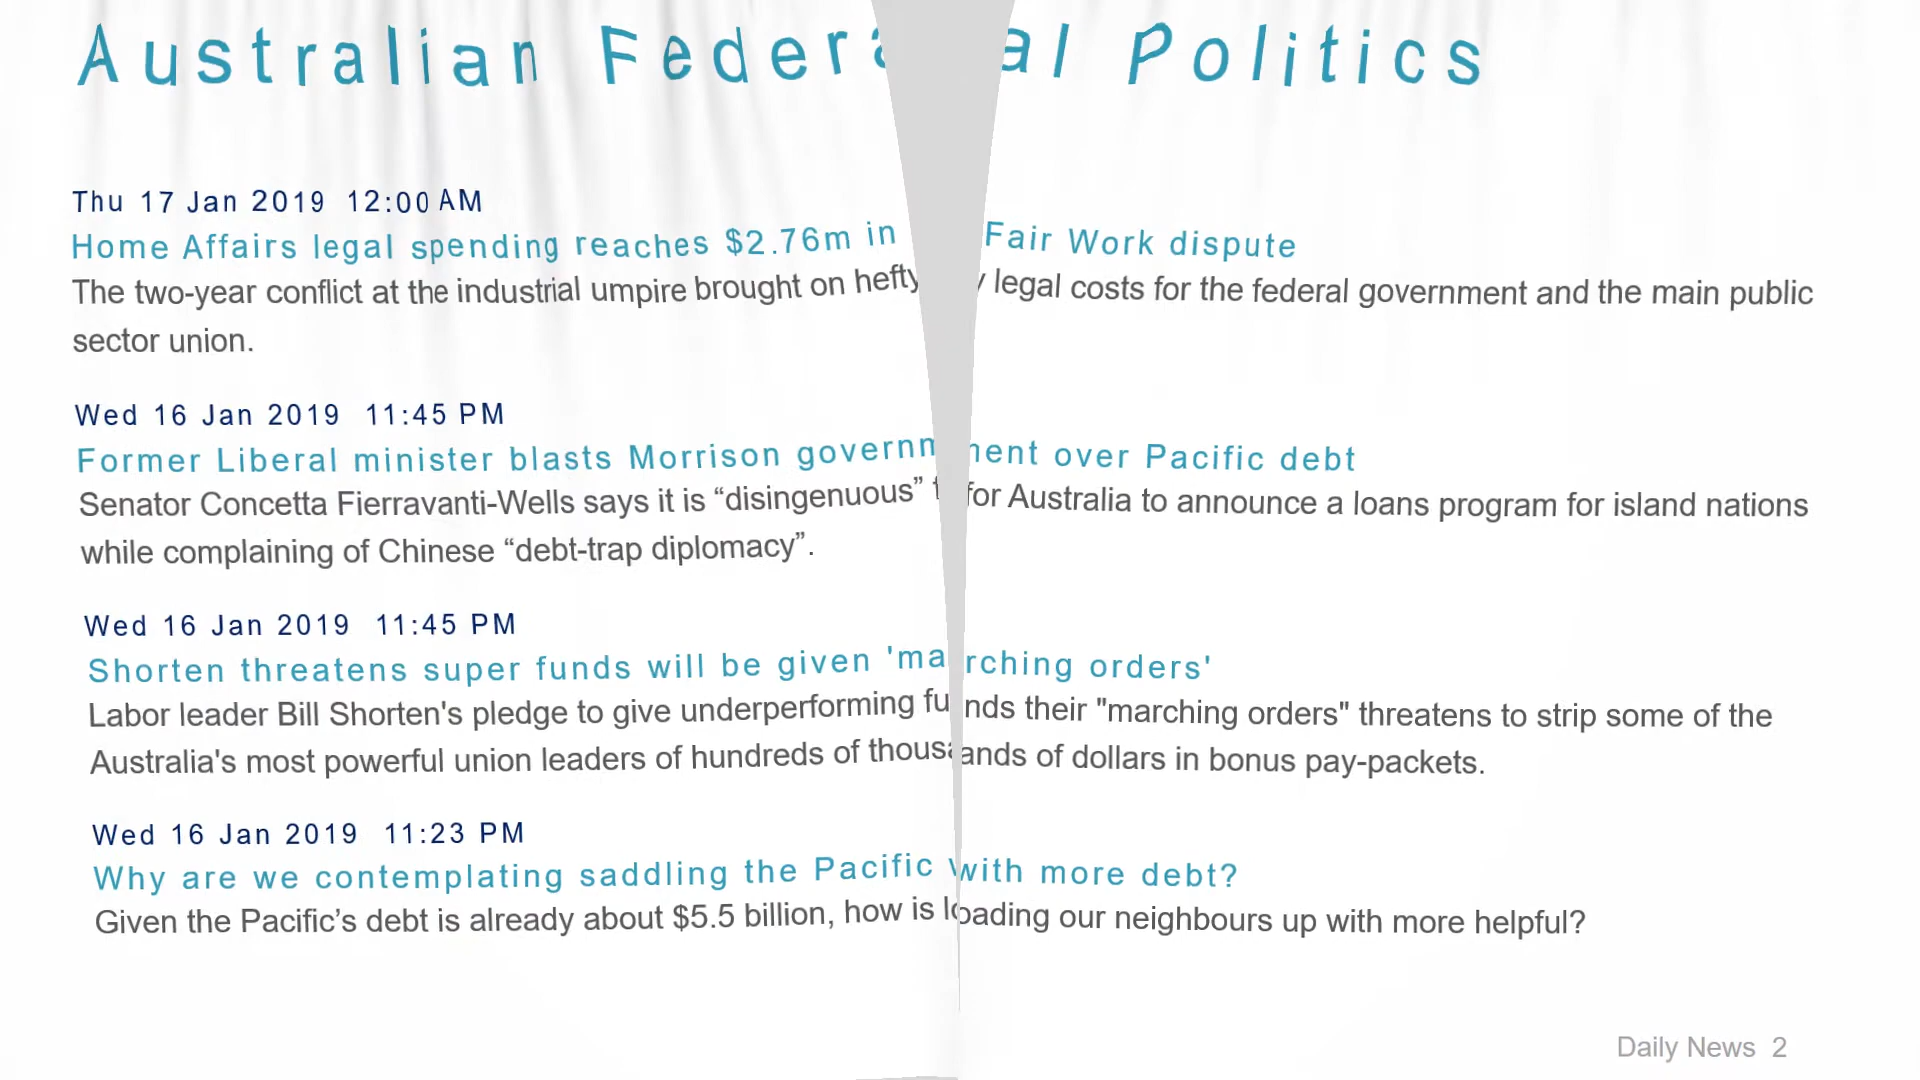 Australian Federal Politics
Thu 17 Jan 2019 12:00 AM
Home Affairs legal spending reaches $2.76m in Fair Work dispute
The two-year conflict at the industrial umpire brought on hefty legal costs for the federal government and the main public
sector union.
Wed 16 Jan 2019 11:45 PM
Former Liberal minister blasts Morrison government over Pacific debt
Senator Concetta Fierravanti-Wells says it is “disingenuous” for Australia to announce a loans program for island nations
while complaining of Chinese “debt-trap diplomacy”.
Wed 16 Jan 2019 11:45 PM
Shorten threatens super funds will be given 'marching orders'
Labor leader Bill Shorten's pledge to give underperforming funds their "marching orders" threatens to strip some of the
Australia's most powerful union leaders of hundreds of thousands of dollars in bonus pay-packets.
Wed 16 Jan 2019 11:23 PM
Why are we contemplating saddling the Pacific with more debt?
Given the Pacific’s debt is already about $5.5 billion, how is loading our neighbours up with more helpful?
Daily News 2